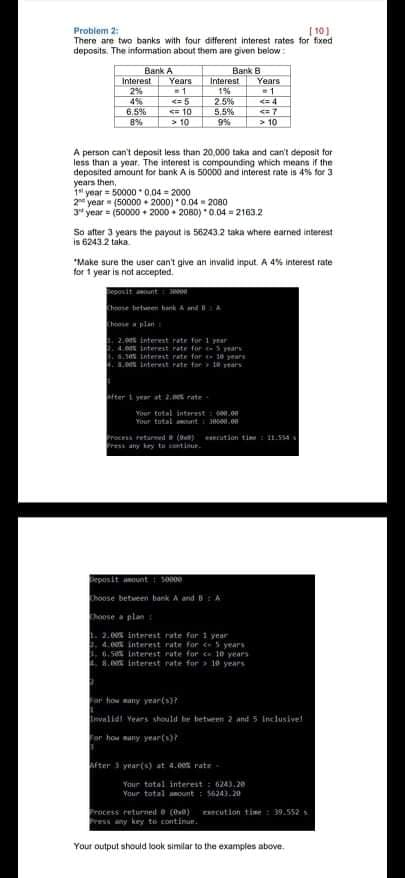 Problem 2:
[10]
There are two banks with four different interest rates for fixed
deposits. The information about them are given below :
Bank A Bank B
Interest Years Interest Years
2% = 1 1% = 1
4% <= 5 2.5% <= 4
6.5% <= 10 5.5% <= 7
8% > 10 9% > 10
A person can't deposit less than 20,000 taka and can't deposit for
less than a year. The interest is compounding which means if the
deposited amount for bank A is 50000 and interest rate is 4% for 3
years then,
1st year = 50000 * 0.04 = 2000
2nd year = (50000 + 2000) * 0.04 = 2080
3rd year = (50000 + 2000 + 2080) * 0.04 = 2163.2
So after 3 years the payout is 56243.2 taka where earned interest
is 6243.2 taka.
*Make sure the user can't give an invalid input. A 4% interest rate
for 1 year is not accepted.
Deposit amount : 30000
Choose between bank A and B : A
Choose a plan :
1. 2.00% interest rate for 1 year
2. 4.00% interest rate for <= 5 years
3. 6.50% interest rate for <= 10 years
4. 8.00% interest rate for > 10 years
1
After 1 year at 2.00% rate -
Your total interest : 600.00
Your total amount : 30600.00
Process returned 0 (0x0) execution time : 11.554 s
Press any key to continue.
Deposit amount : 50000
Choose between bank A and B : A
Choose a plan :
1. 2.00% interest rate for 1 year
2. 4.00% interest rate for <= 5 years
3. 6.50% interest rate for <= 10 years
4. 8.00% interest rate for > 10 years
2
For how many year(s)?
1
Invalid! Years should be between 2 and 5 inclusive!
For how many year(s)?
3
After 3 year(s) at 4.00% rate -
Your total interest : 6243.20
Your total amount : 56243.20
Process returned 0 (0x0) execution time : 39.552 s
Press any key to continue.
Your output should look similar to the examples above.